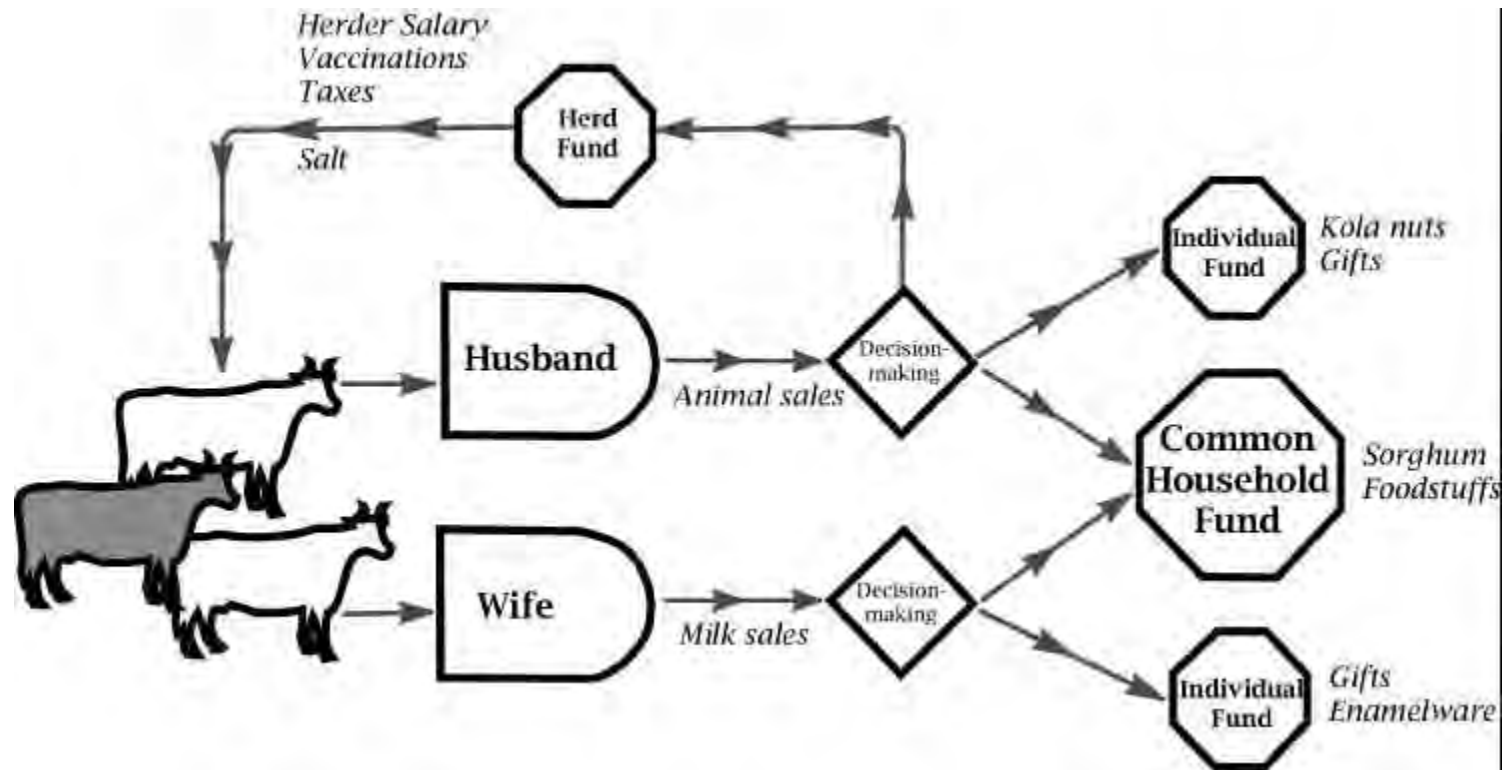 Herder Salary
Vaccinations
Taxes
Herd
Fund
Salt
Individual
Fund
Kola nuts
Gifts
Husband
Animal sales
Decision-
making
Common
Household
Fund
Sorghum
Foodstuffs
Wife
Milk sales
Decision-
making
Individual
Fund
Gifts
Enamelware